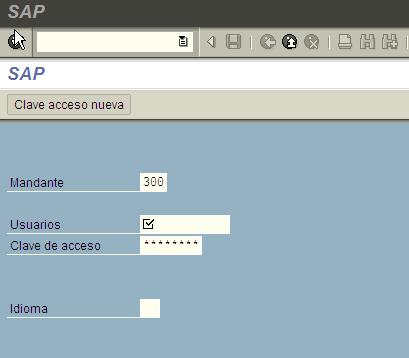 SAP
SAP
Clave acceso nueva
Mandante 300
Usuarios
Clave de acceso ********
Idioma